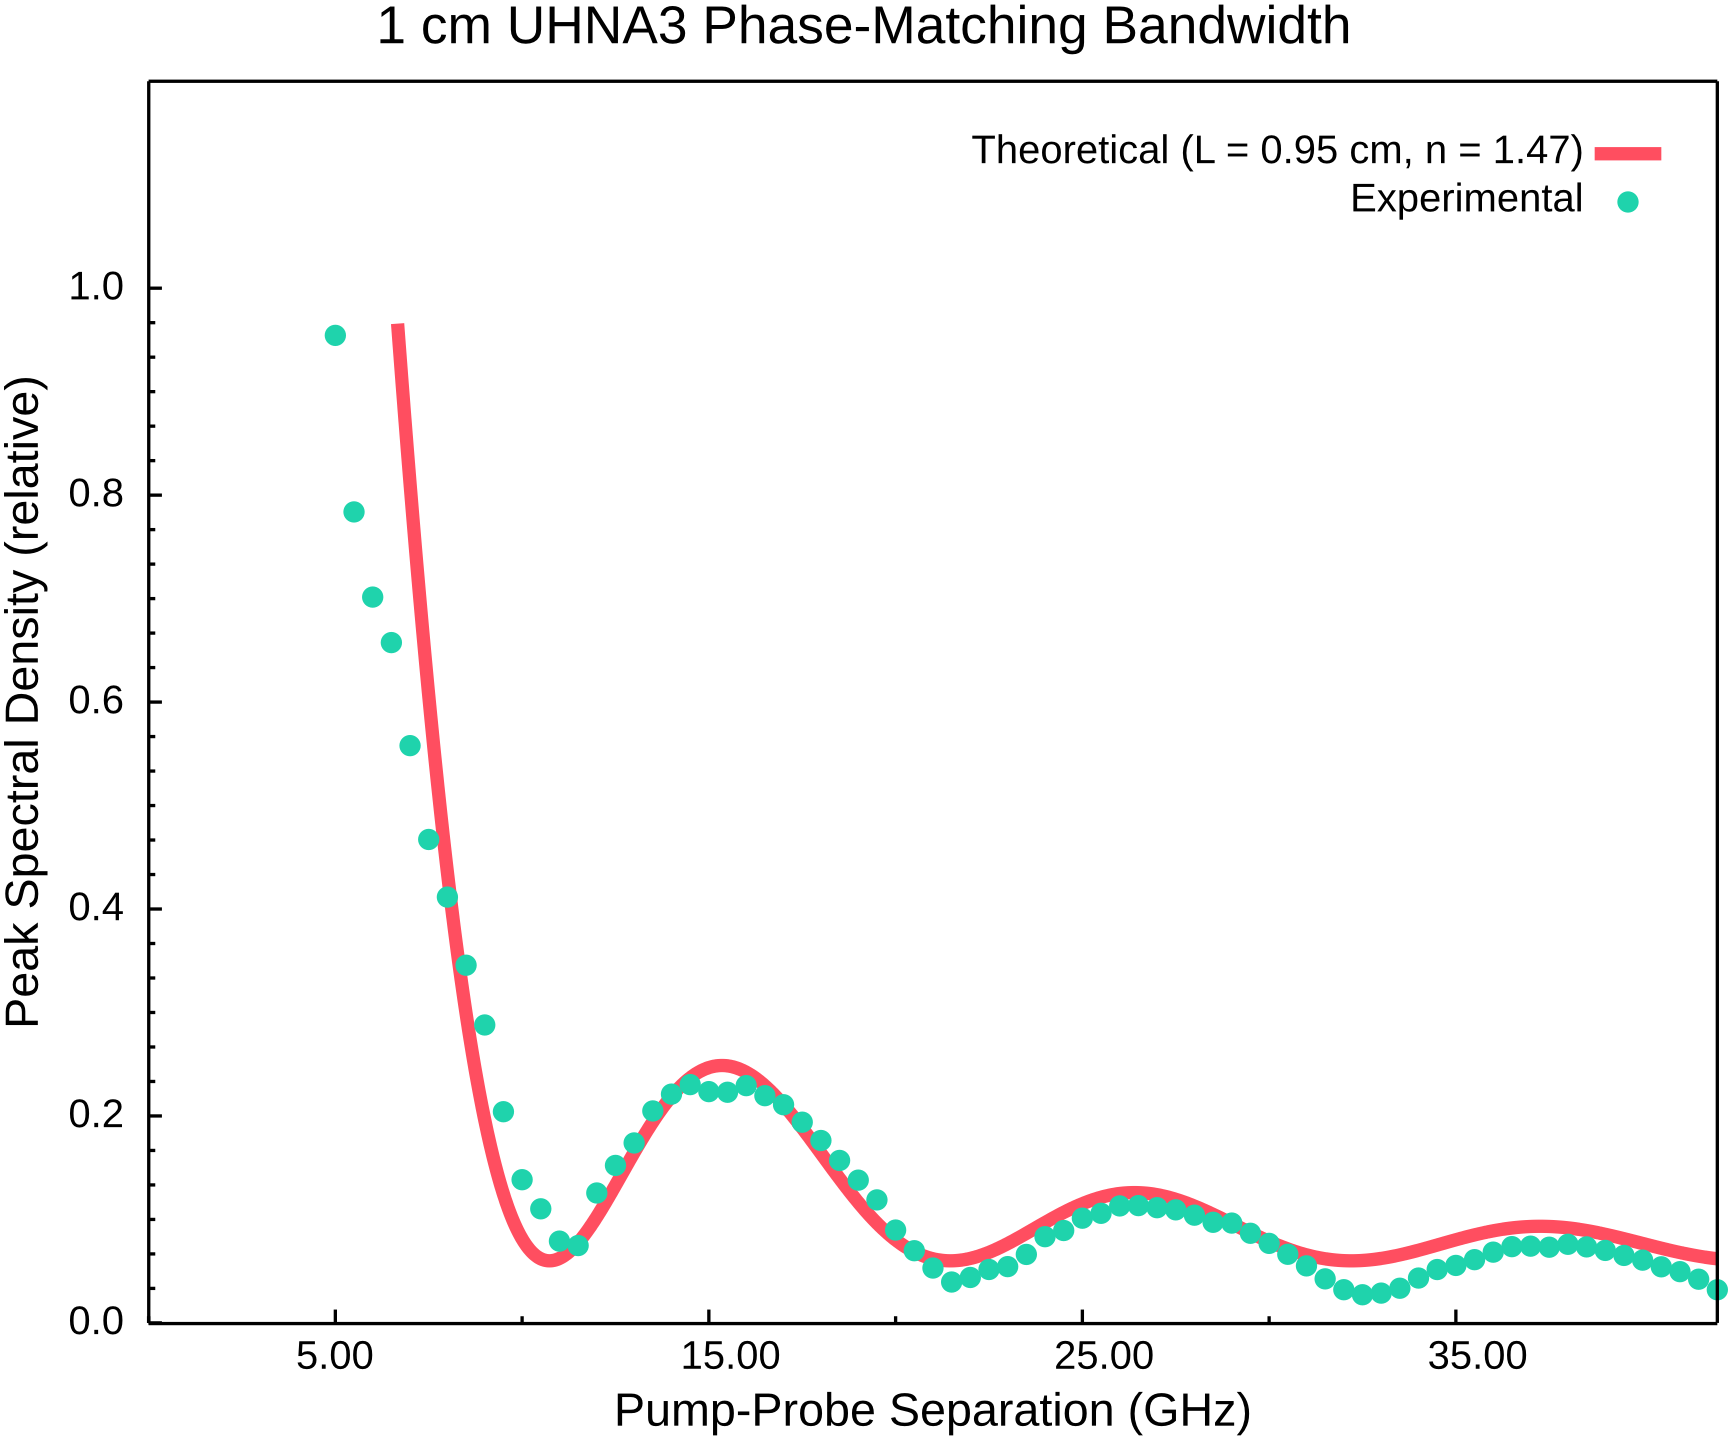 1 cm UHNA3 Phase-Matching Bandwidth
Theoretical (L = 0.95 cm, n = 1.47)
Experimental
1.0
0.8
0.6
0.4
0.2
0.0
Peak Spectral Density (relative)
5.00 15.00 25.00 35.00
Pump-Probe Separation (GHz)